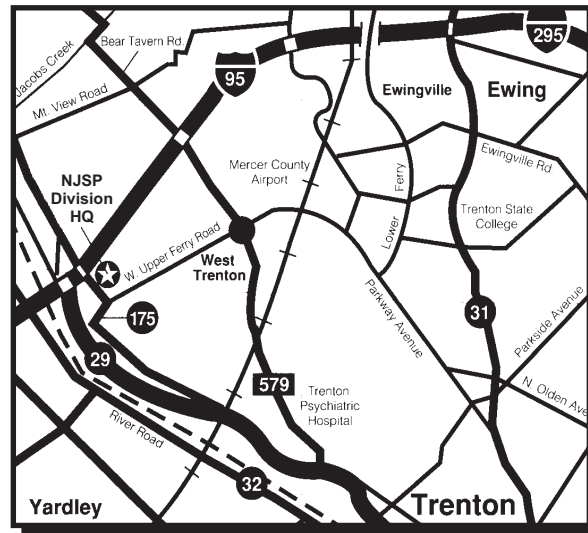 295
95
Bear Tavern Rd.
Jacobs Creek
Mt. View Road
Ewingville
Ewing
Ewingville Rd.
Mercer County
Airport
NJSP
Division
HQ
Lower
Ferry
Trenton State
College
W. Upper Ferry Road
West
Trenton
175
31
Parkway Avenue
Parkside Avenue
29
579
N. Olden Ave
Trenton
Psychiatric
Hospital
River Road
32
Yardley
Trenton